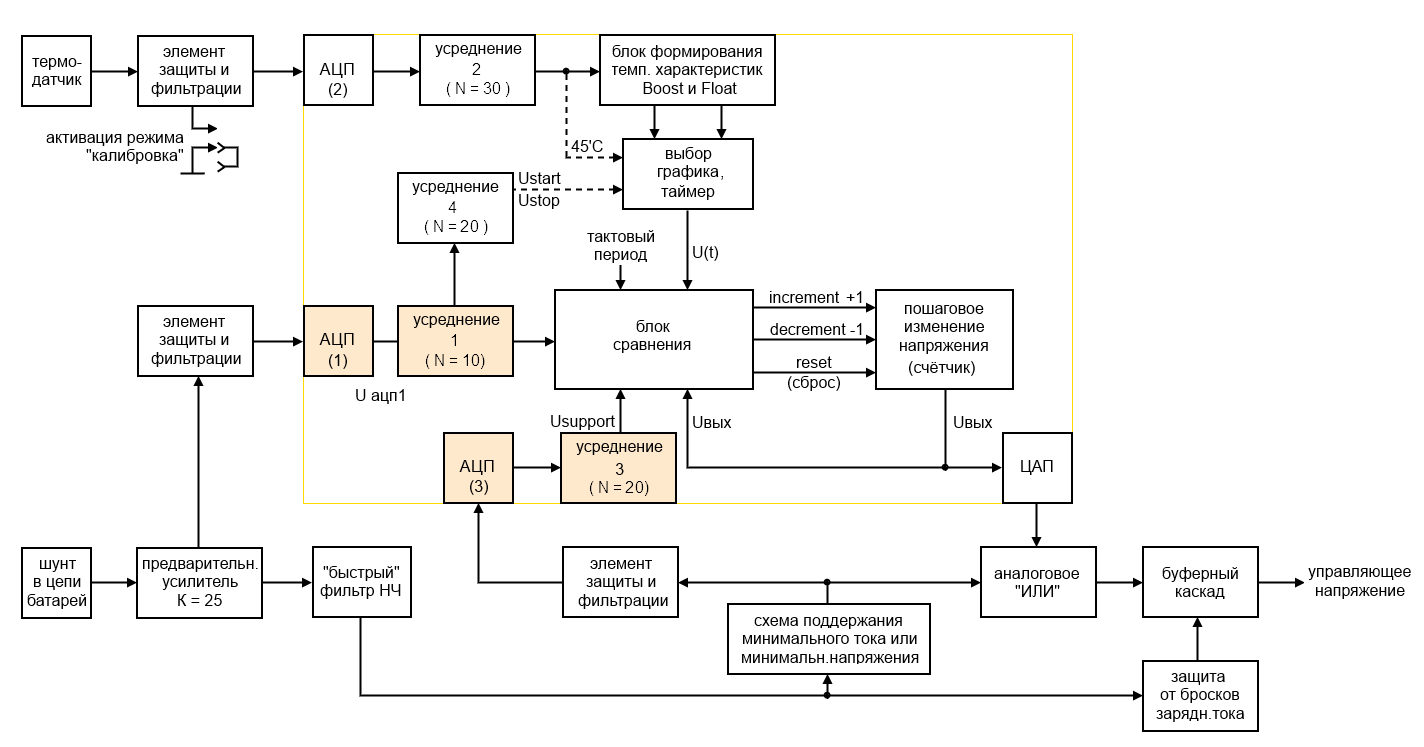 термо-
датчик
элемент
защиты и
фильтрации
АЦП
(2)
усреднение
2
( N = 30 )
блок формирования
темп. характеристик
Boost и Float
активация режима
"калибровка"
45'C
выбор
графика,
таймер
усреднение
4
( N = 20 )
Ustart
Ustop
тактовый
период
U(t)
элемент
защиты и
фильтрации
АЦП
(1)
усреднение
1
( N = 10)
U ацп1
блок
сравнения
increment +1
decrement -1
reset
(сброс)
пошаговое
изменение
напряжения
(счётчик)
Usupport
Uвых
Uвых
АЦП
(3)
усреднение
3
( N = 20)
ЦАП
шунт
в цепи
батарей
предварительн.
усилитель
К = 25
"быстрый"
фильтр НЧ
элемент
защиты и
фильтрации
аналоговое
"ИЛИ"
буферный
каскад
управляющее
напряжение
схема поддержания
минимального тока или
минимальн.напряжения
защита
от бросков
зарядн.тока